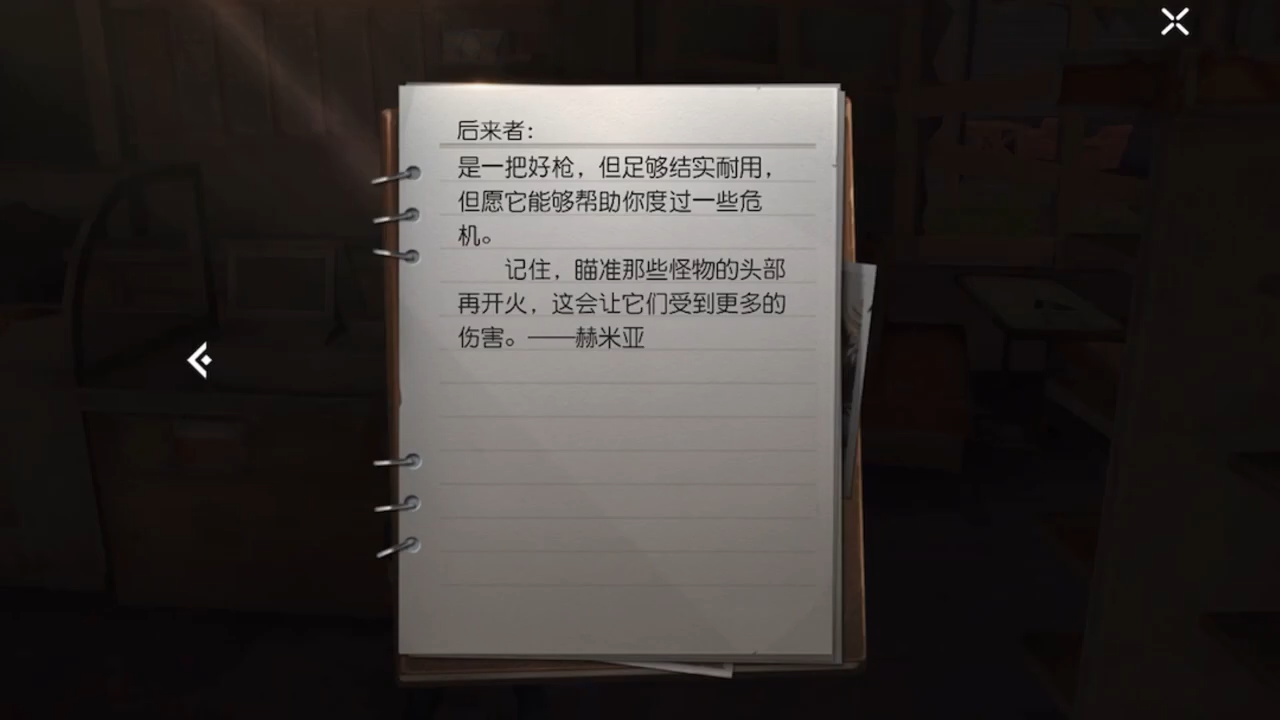 后来者：
是一把好枪，但足够结实耐用，
但愿它能够帮助你度过一些危
机。
记住，瞄准那些怪物的头部
再开火，这会让它们受到更多的
伤害。——赫米亚